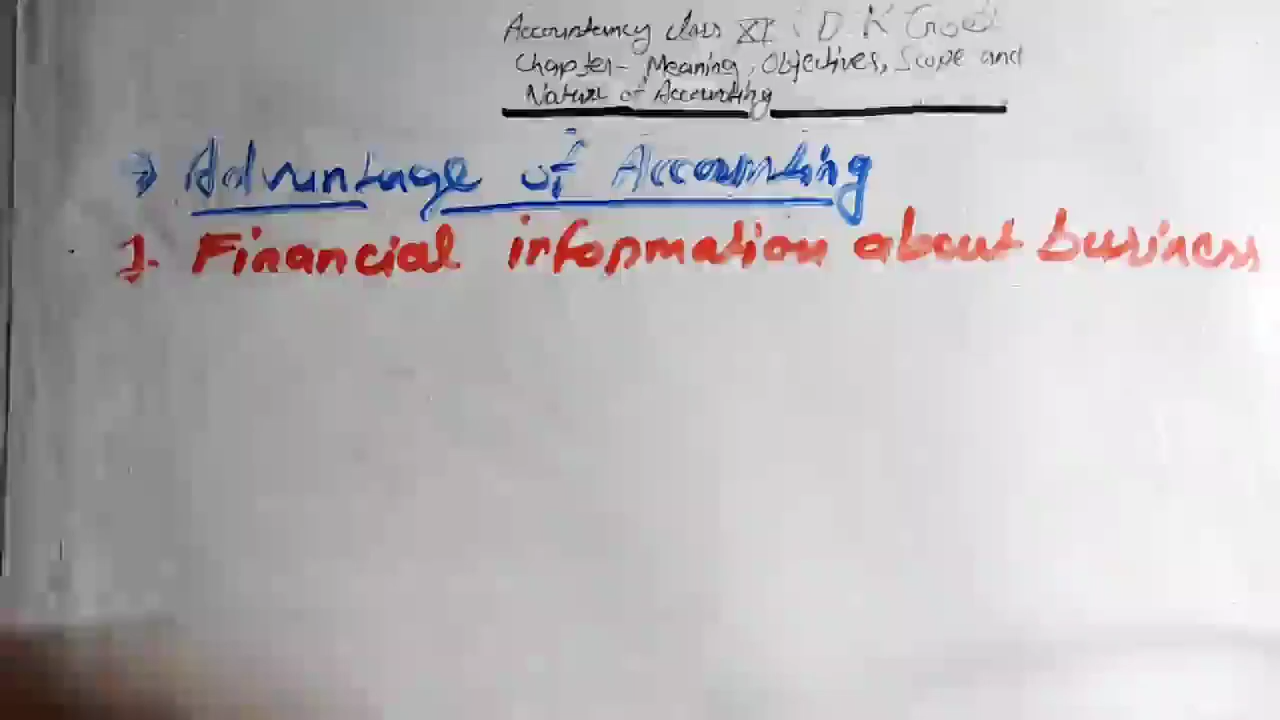 Accountancy class XI : D K Goel
Chapter- Meaning, Objectives, Scope and
Nature of Accounting
→ Advantage of Accounting
1. Financial information about business